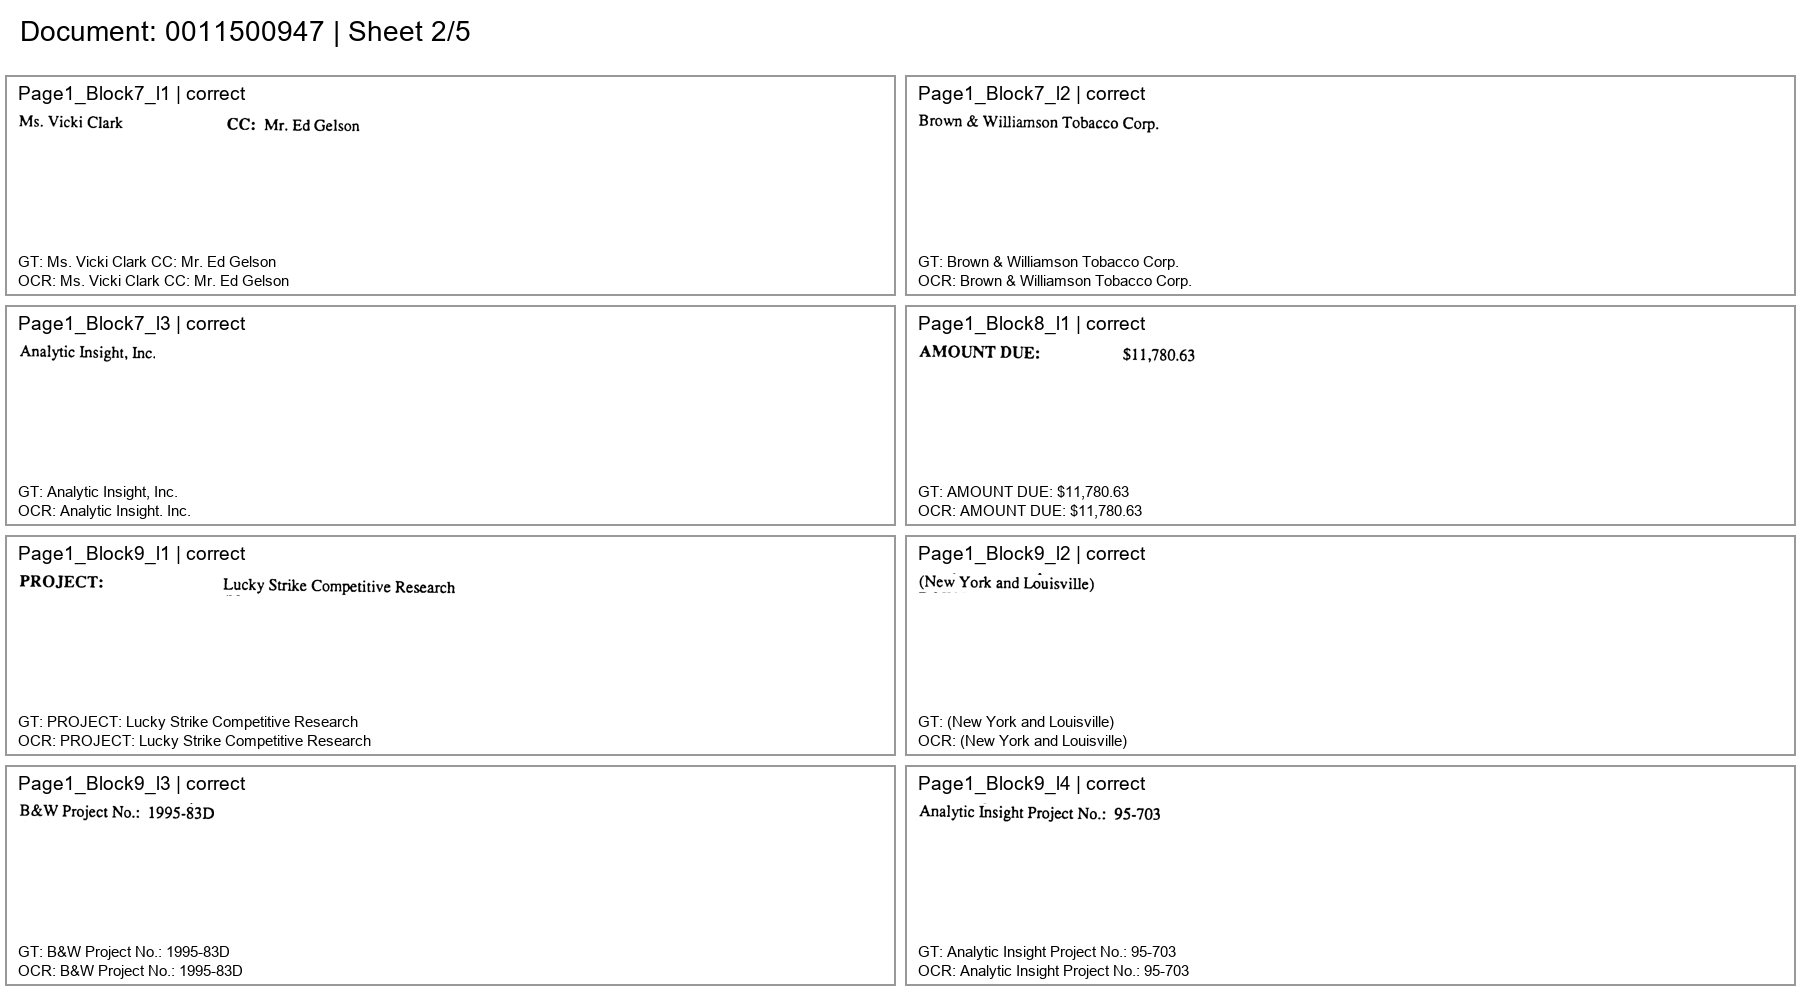 Document: 0011500947 | Sheet 2/5
Page1_Block7_l1 | correct
Ms. Vicki Clark CC: Mr. Ed Gelson
GT: Ms. Vicki Clark CC: Mr. Ed Gelson
OCR: Ms. Vicki Clark CC: Mr. Ed Gelson
Page1_Block7_l2 | correct
Brown & Williamson Tobacco Corp.
GT: Brown & Williamson Tobacco Corp.
OCR: Brown & Williamson Tobacco Corp.
Page1_Block7_l3 | correct
Analytic Insight, Inc.
GT: Analytic Insight, Inc.
OCR: Analytic Insight. Inc.
Page1_Block8_l1 | correct
AMOUNT DUE: $11,780.63
GT: AMOUNT DUE: $11,780.63
OCR: AMOUNT DUE: $11,780.63
Page1_Block9_l1 | correct
PROJECT: Lucky Strike Competitive Research
GT: PROJECT: Lucky Strike Competitive Research
OCR: PROJECT: Lucky Strike Competitive Research
Page1_Block9_l2 | correct
(New York and Louisville)
GT: (New York and Louisville)
OCR: (New York and Louisville)
Page1_Block9_l3 | correct
B&W Project No.: 1995-83D
GT: B&W Project No.: 1995-83D
OCR: B&W Project No.: 1995-83D
Page1_Block9_l4 | correct
Analytic Insight Project No.: 95-703
GT: Analytic Insight Project No.: 95-703
OCR: Analytic Insight Project No.: 95-703